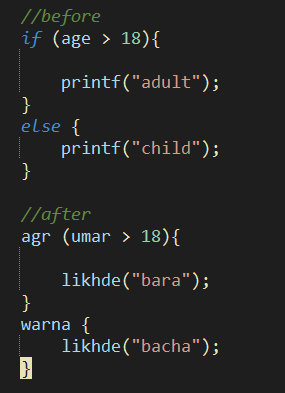 //before
if (age > 18){
printf("adult");
}
else {
printf("child");
}
//after
agr (umar > 18){
likhde("bara");
}
warna {
likhde("bacha");
}